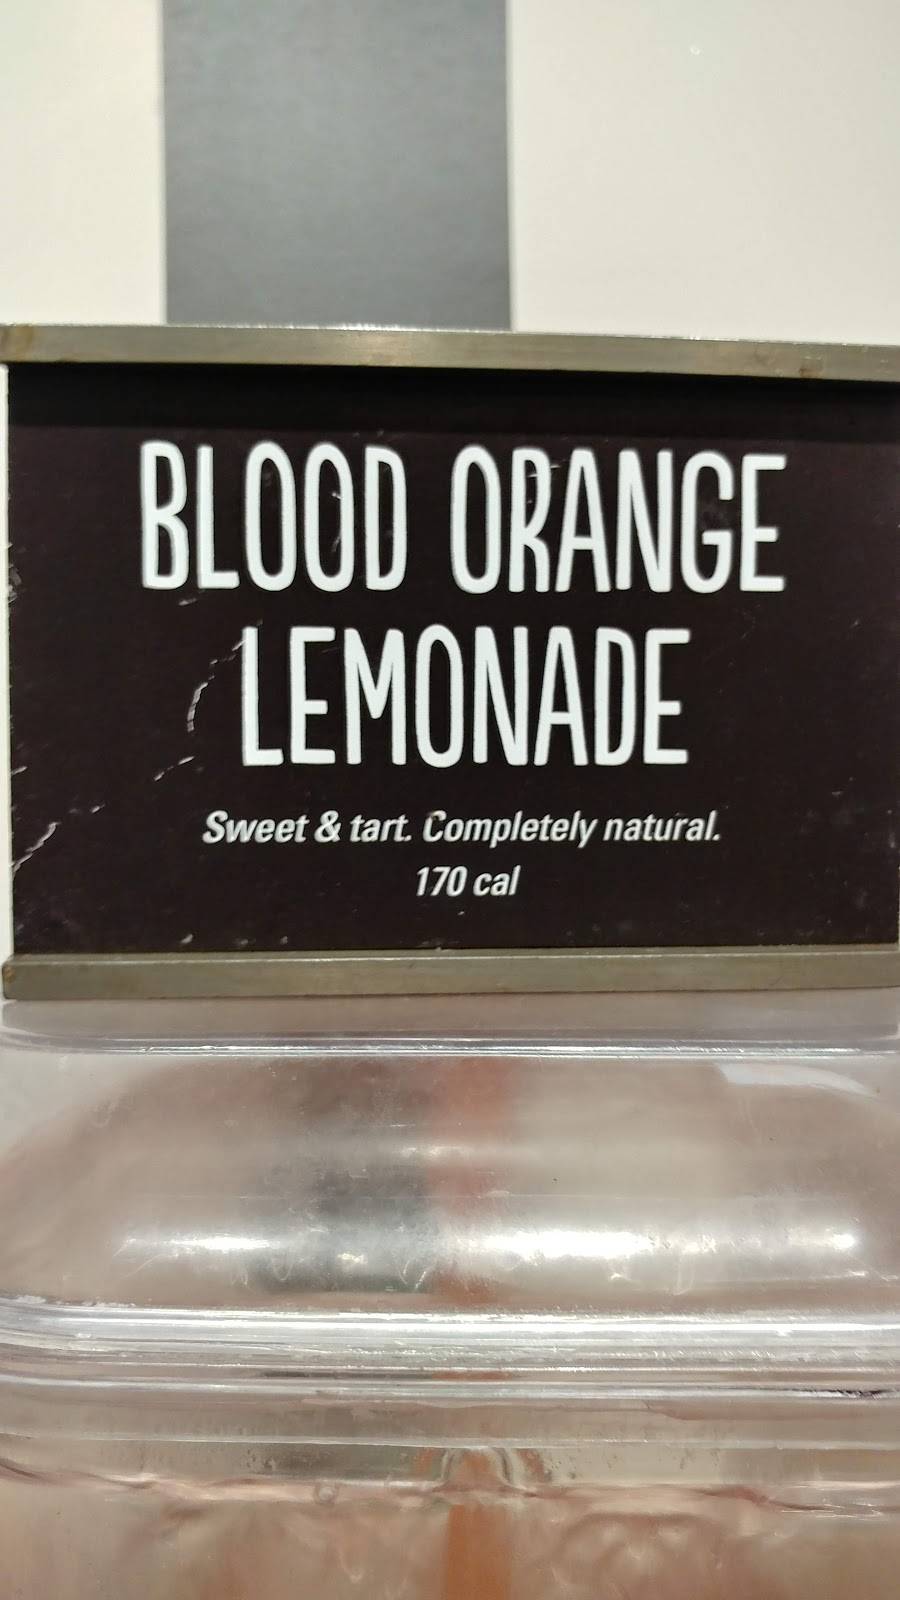 BLOOD ORANGE
LEMONADE
Sweet & tart. Completely natural.
170 cal